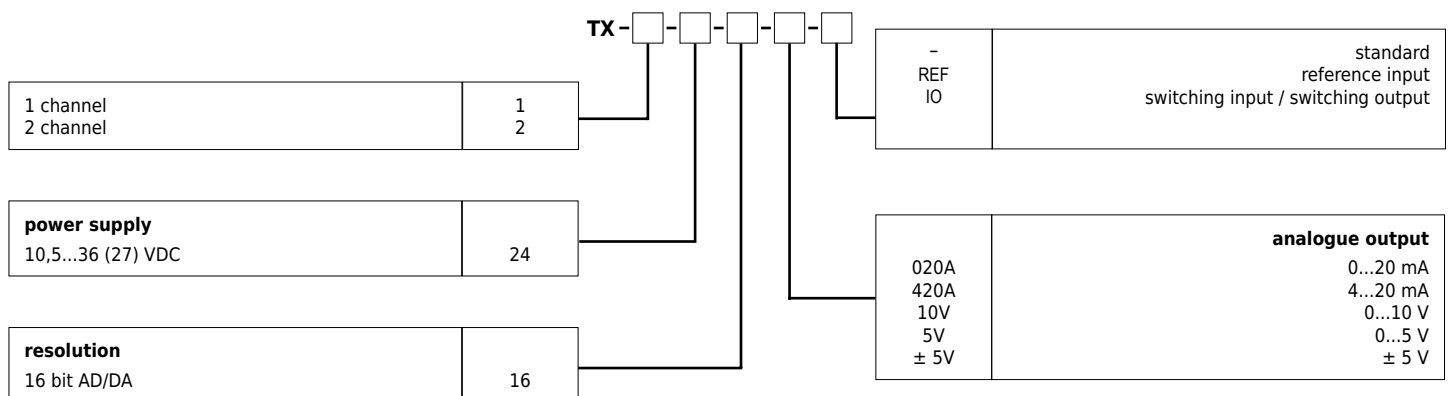 TX - - - - -
1 channel 1
2 channel 2
power supply
10,5...36 (27) VDC 24
resolution
16 bit AD/DA 16
– standard
REF reference input
IO switching input / switching output
analogue output
020A 0...20 mA
420A 4...20 mA
10V 0...10 V
5V 0...5 V
± 5V ± 5 V